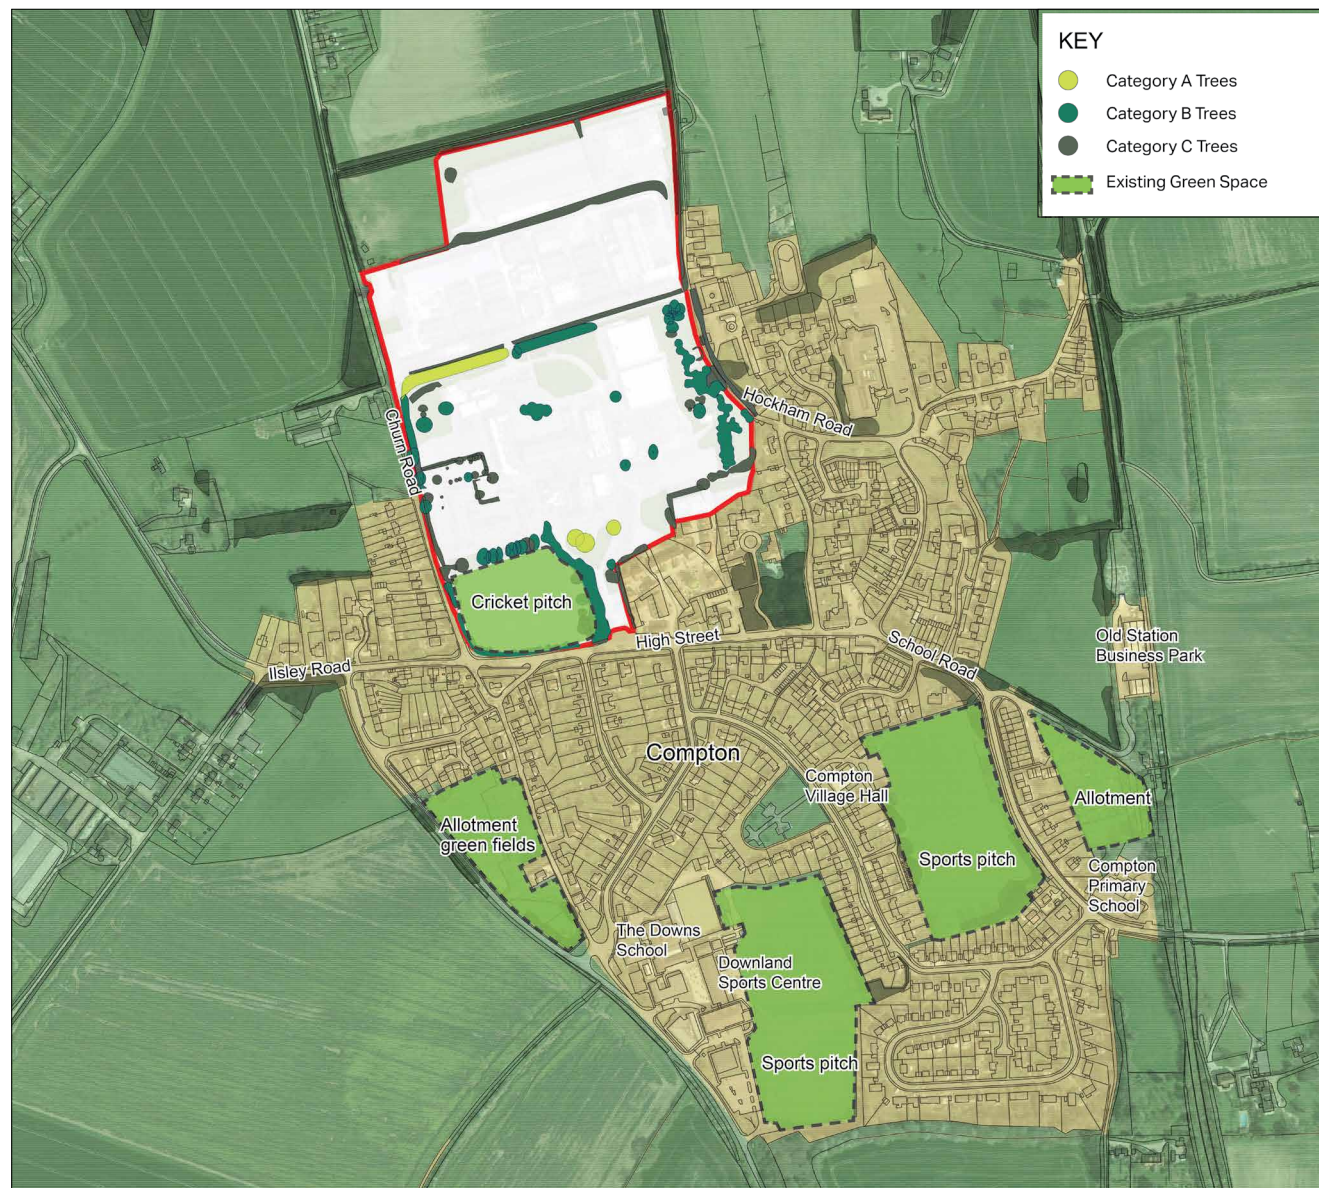 KEY
Category A Trees
Category B Trees
Category C Trees
Existing Green Space
Hockham Road
Churn Road
Cricket pitch
High Street
School Road
Old Station
Business Park
Ilsley Road
Compton
Compton
Village Hall
Allotment
Allotment
green fields
Sports pitch
Compton
Primary
School
The Downs
School
Downland
Sports Centre
Sports pitch